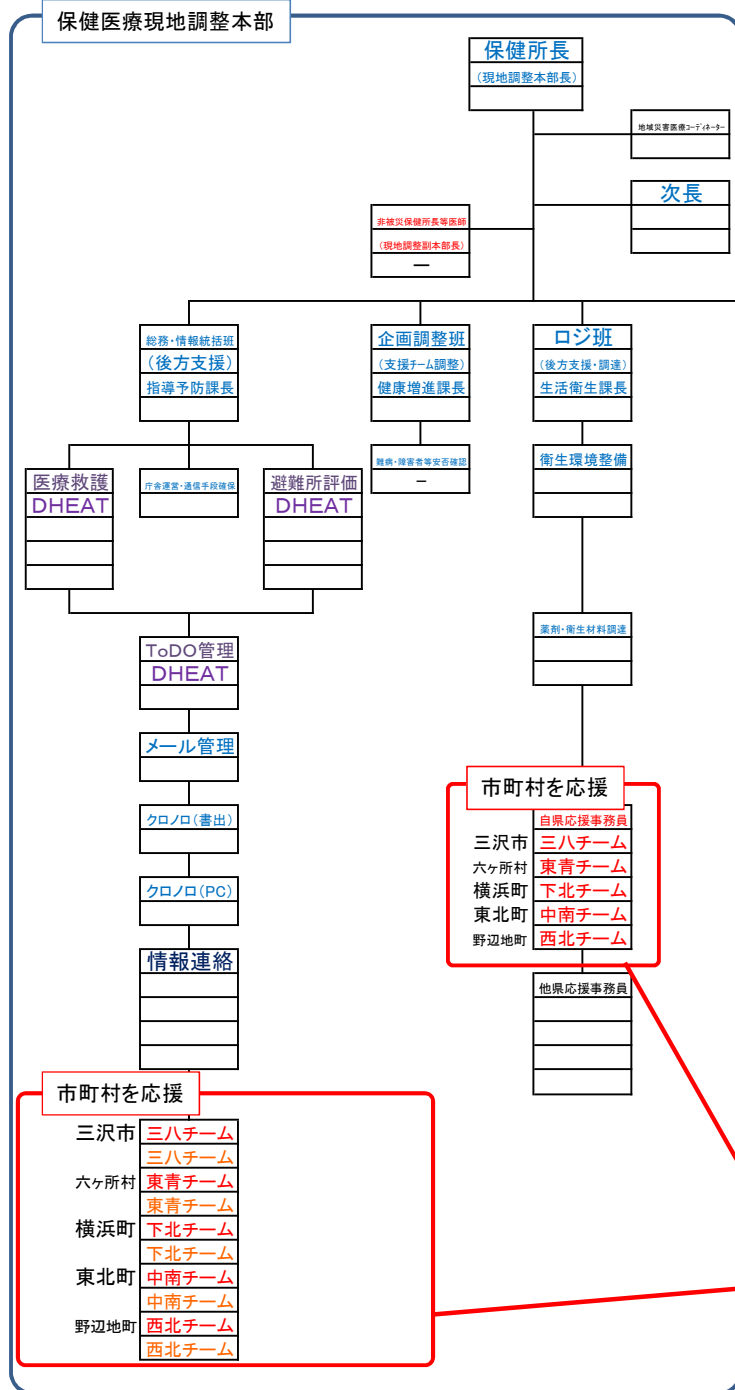 保健医療現地調整本部
保健所長
(現地調整本部長)
地域災害医療ｺｰﾃﾞｨﾈｰﾀｰ
次長
非被災保健所長等医師
(現地調整副本部長)
―
総務・情報統括班
(後方支援)
指導予防課長
企画調整班
(支援チーム調整)
健康増進課長
ロジ班
(後方支援・調達)
生活衛生課長
医療救護
DHEAT
庁舎運営・通信手段確保
避難所評価
DHEAT
難病・障害者等安否確認
－
衛生環境整備
薬剤・衛生材料調達
ToDO管理
DHEAT
メール管理
クロノロ(書出)
クロノロ(PC)
情報連絡
市町村を応援
自県応援事務員
三沢市 三八チーム
六ヶ所村 東青チーム
横浜町 下北チーム
東北町 中南チーム
野辺地町 西北チーム
他県応援事務員
市町村を応援
三沢市 三八チーム
三八チーム
六ヶ所村 東青チーム
東青チーム
横浜町 下北チーム
下北チーム
東北町 中南チーム
中南チーム
野辺地町 西北チーム
西北チーム